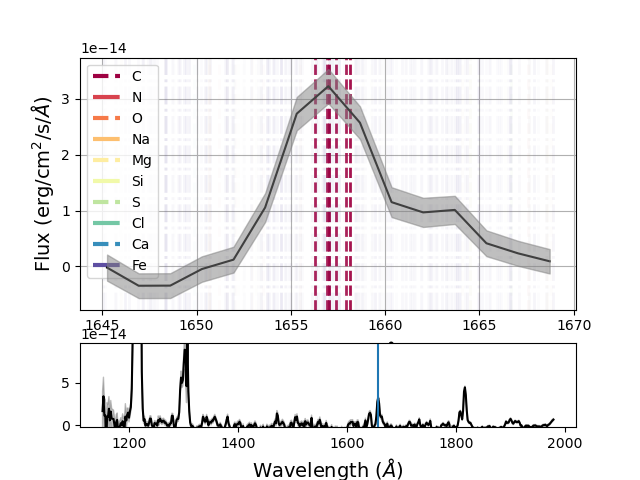 1e−14
Flux (erg/cm²/s/Å)
3
2
1
0
C
N
O
Na
Mg
Si
S
Cl
Ca
Fe
1645 1650 1655 1660 1665 1670
1e−14
5
0
1200 1400 1600 1800 2000
Wavelength (Å)